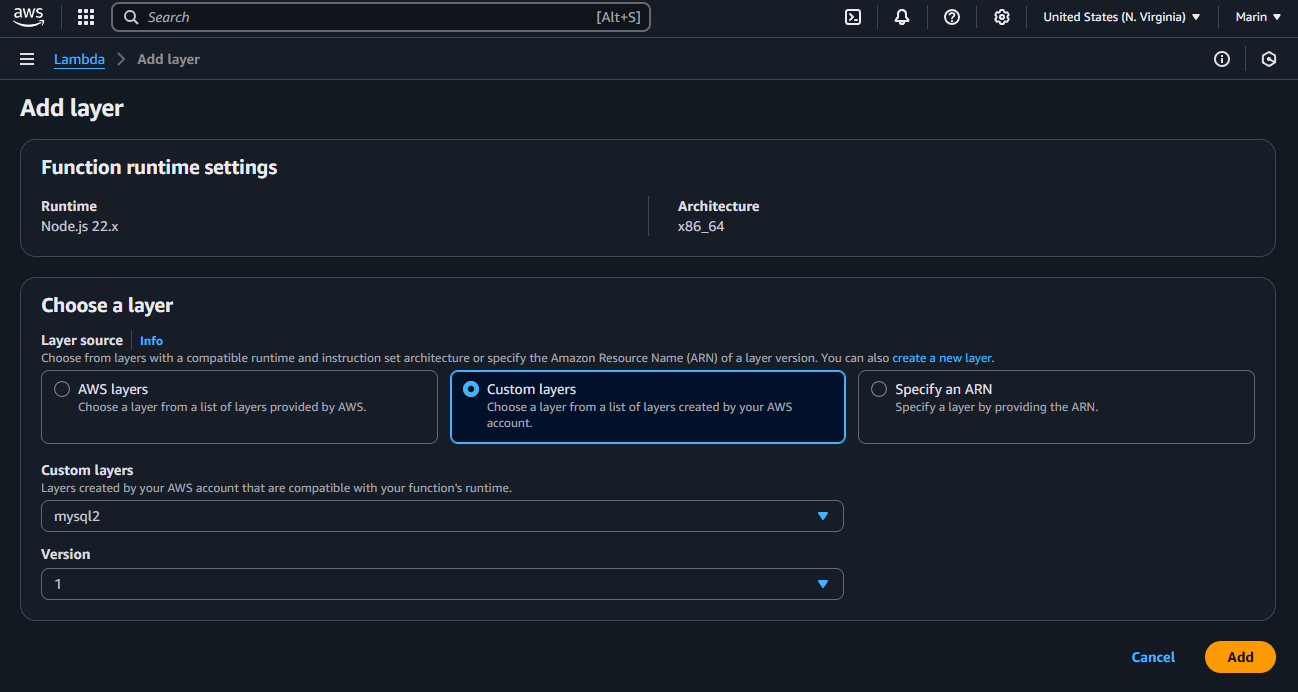 aws
Search [Alt+S]
United States (N. Virginia)
Marin
Lambda
Add layer
Add layer
Function runtime settings
Runtime
Node.js 22.x
Architecture
x86_64
Choose a layer
Layer source
Info
Choose from layers with a compatible runtime and instruction set architecture or specify the Amazon Resource Name (ARN) of a layer version. You can also create a new layer.
AWS layers
Choose a layer from a list of layers provided by AWS.
Custom layers
Choose a layer from a list of layers created by your AWS
account.
Specify an ARN
Specify a layer by providing the ARN.
Custom layers
Layers created by your AWS account that are compatible with your function's runtime.
mysql2
Version
1
Cancel
Add